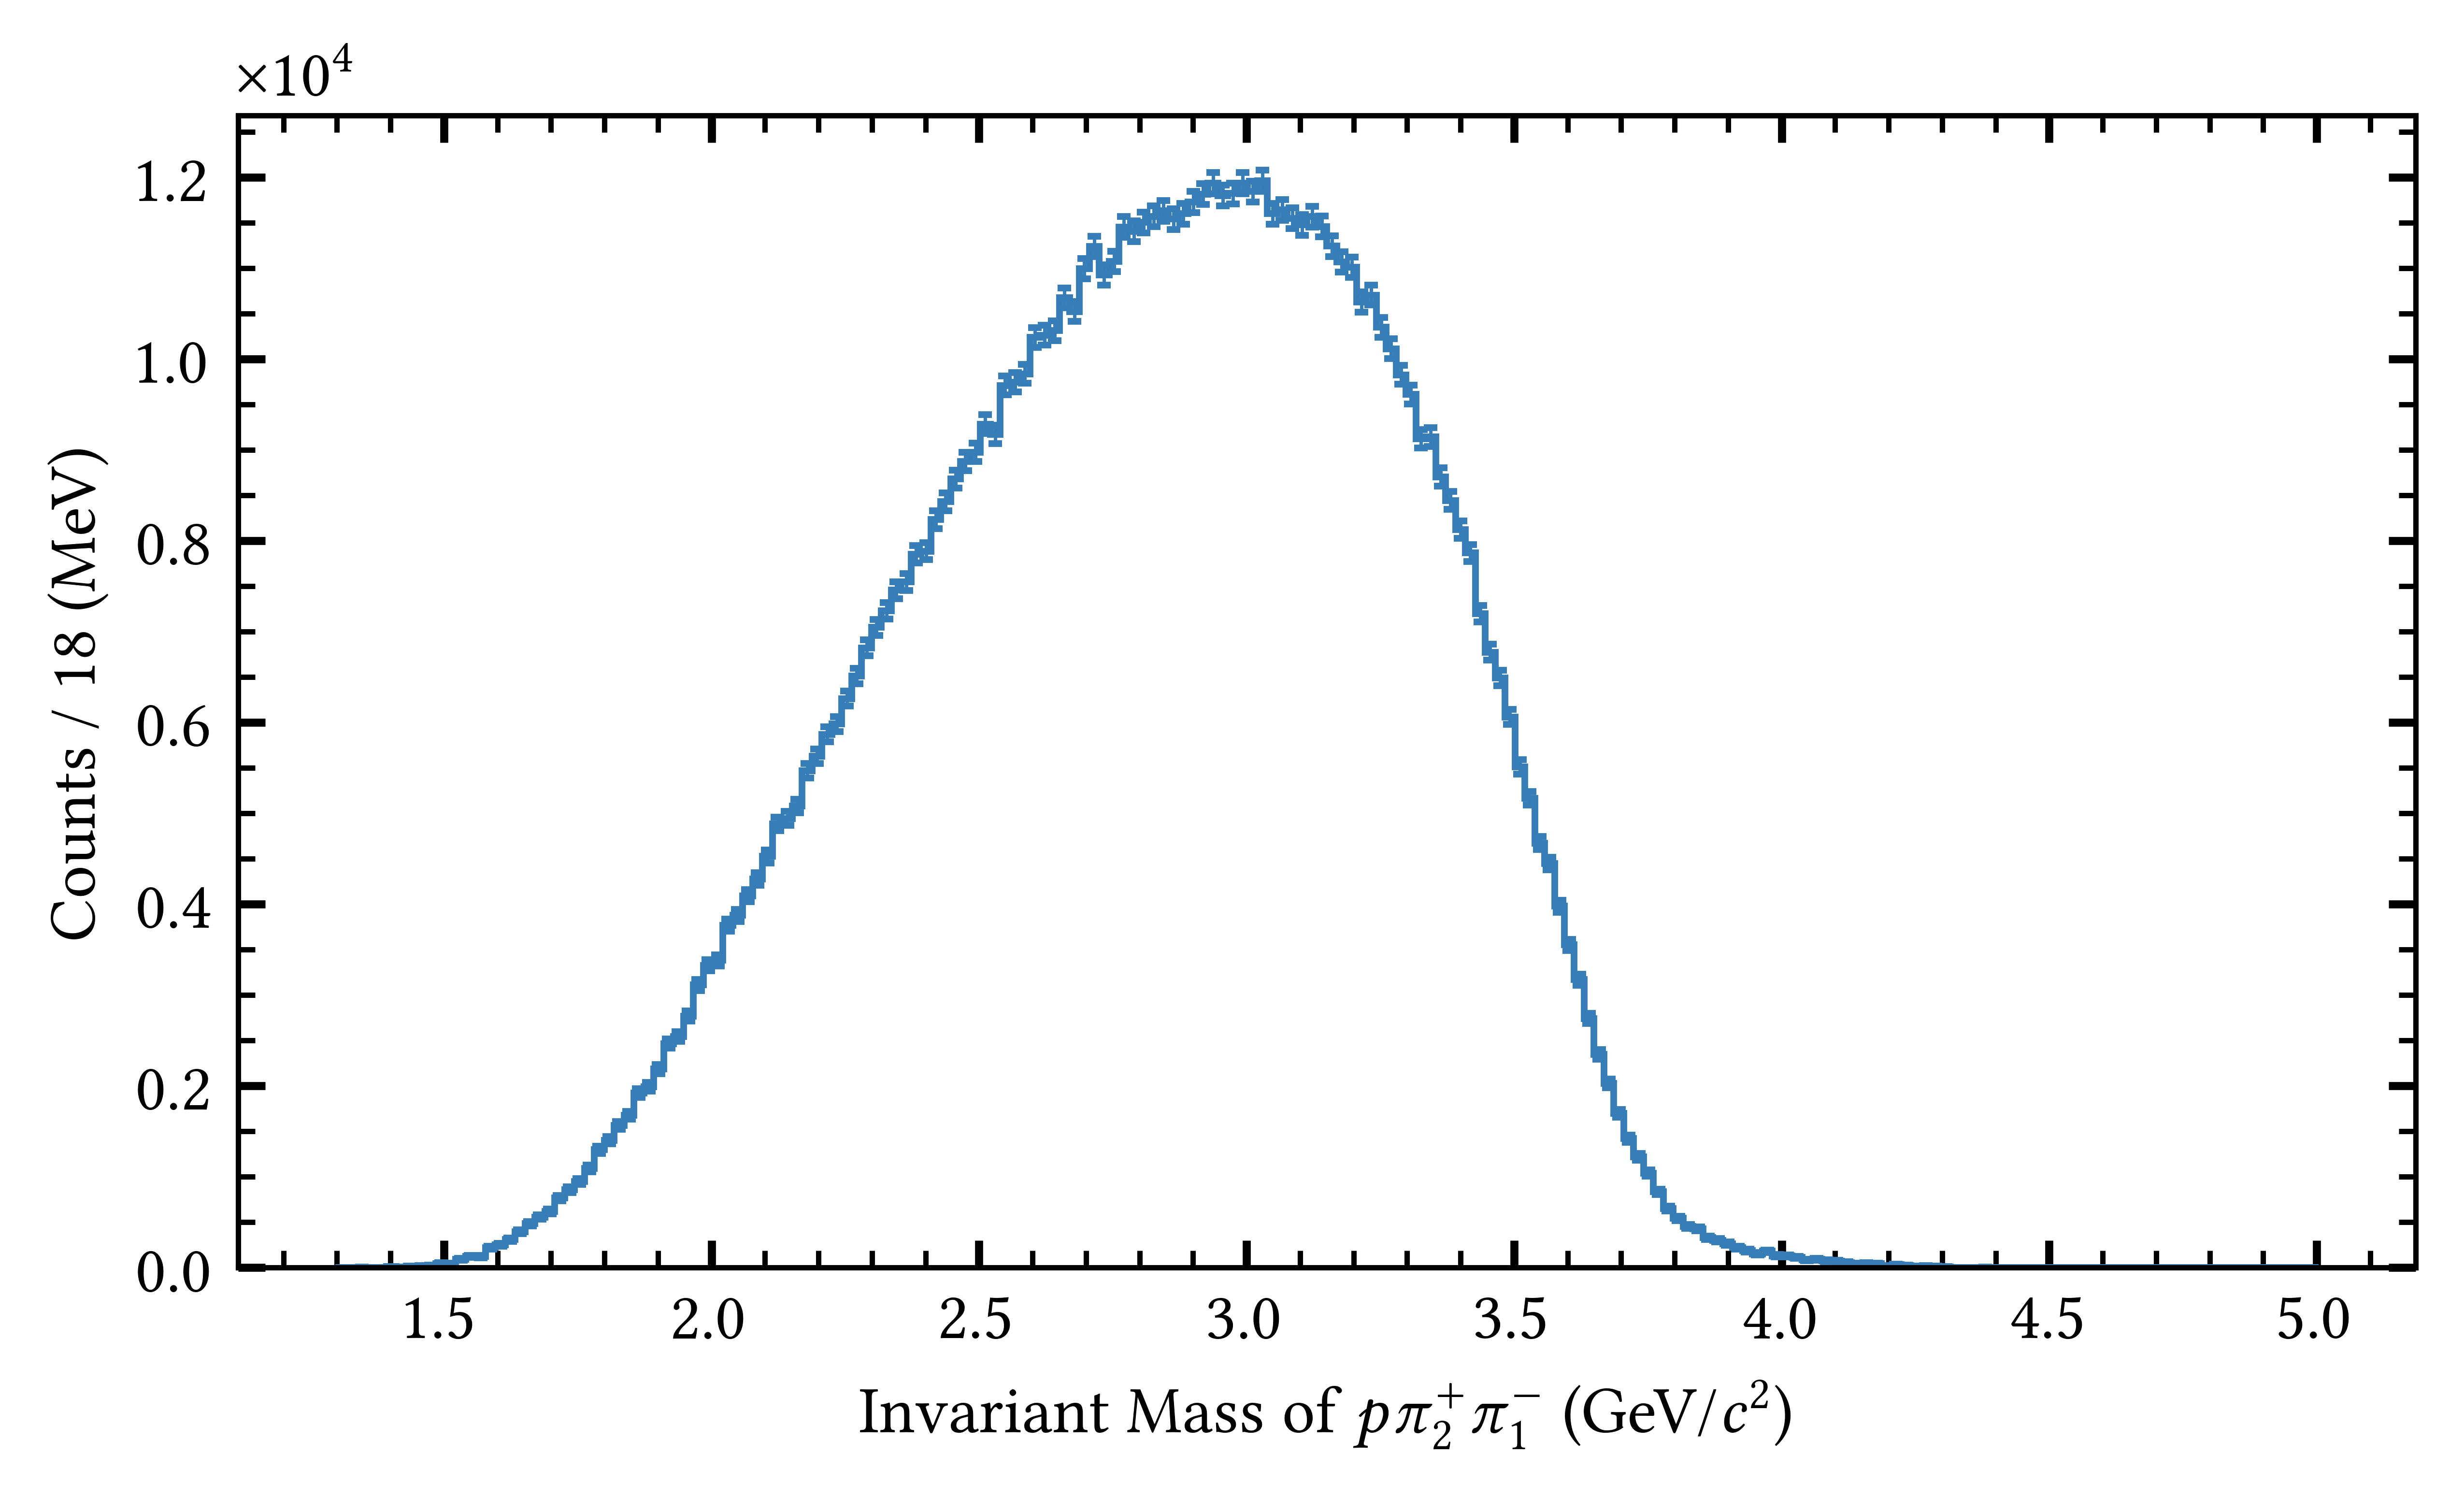 ×10⁴
1.2
1.0
0.8
0.6
0.4
0.2
0.0
Counts / 18 (MeV)
1.5 2.0 2.5 3.0 3.5 4.0 4.5 5.0
Invariant Mass of pπ₂⁺π₁⁻ (GeV/c²)